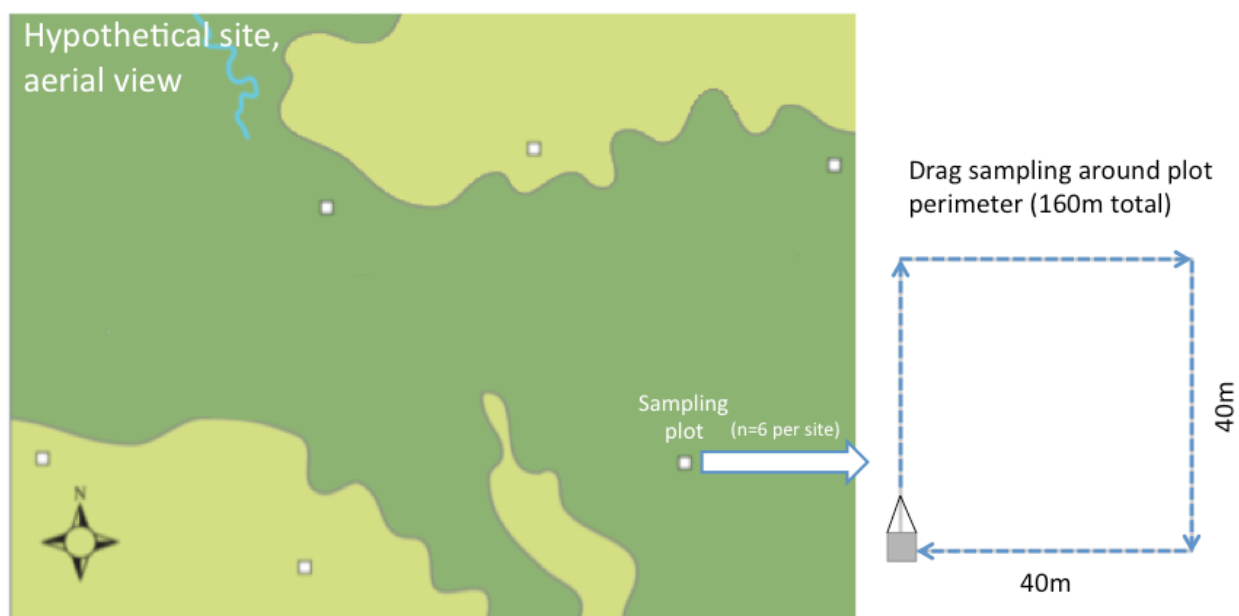 Hypothetical site,
aerial view
Drag sampling around plot
perimeter (160m total)
Sampling
plot
(n=6 per site)
N
40m
40m